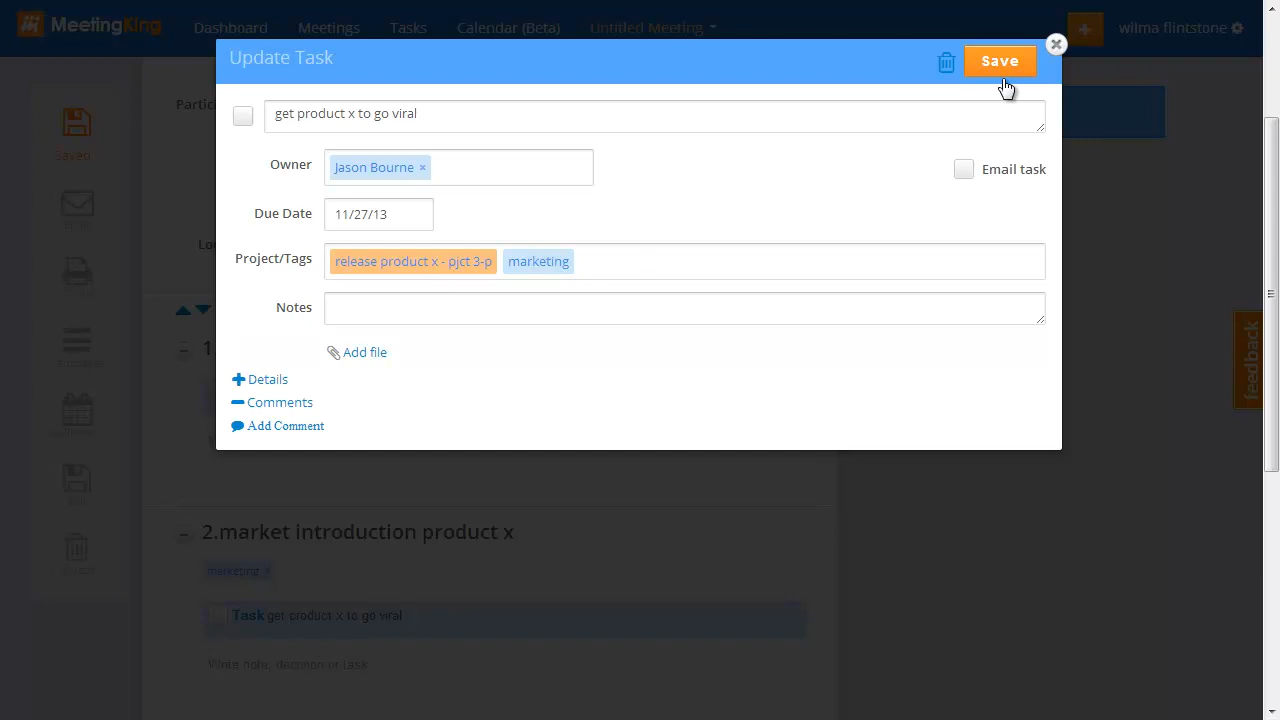 MeetingKing Dashboard Meetings Tasks Calendar (Beta) Untitled Meeting wilma flintstone
Update Task
Save
get product x to go viral
Owner Jason Bourne × Email task
Due Date 11/27/13
Project/Tags release product x - pjct 3-p marketing
Notes
Add file
Details
Comments
Add Comment
Saved
feedback
2.market introduction product x
marketing ×
Task get product x to go viral
Write note, decision or task